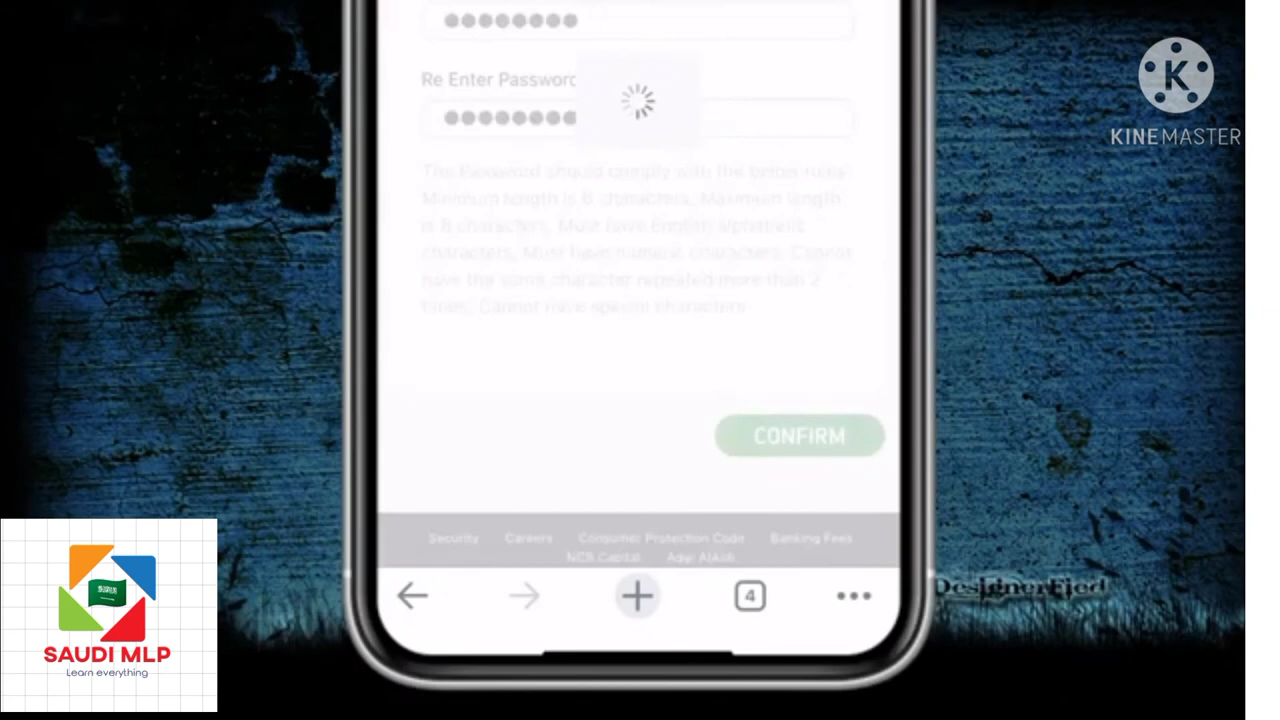 Re Enter Password
KINEMASTER
The Password should comply with the below rules
Minimum length is 8 characters, Maximum length
is 8 characters, Must have English alphabetic
characters, Must have numeric characters, Cannot
have the same character repeated more than 2
times, Cannot have special characters
CONFIRM
Security Careers Consumer Protection Code Banking Fees
NCB Capital
4
DesignerFied
SAUDI MLP
Learn everything